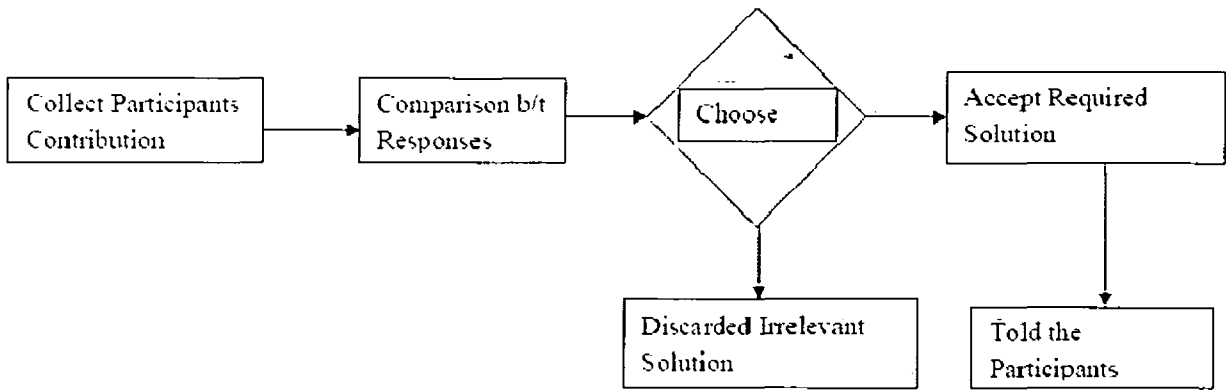 Collect Participants
Contribution
Comparison b/t
Responses
Choose
Accept Required
Solution
Discarded Irrelevant
Solution
Told the
Participants